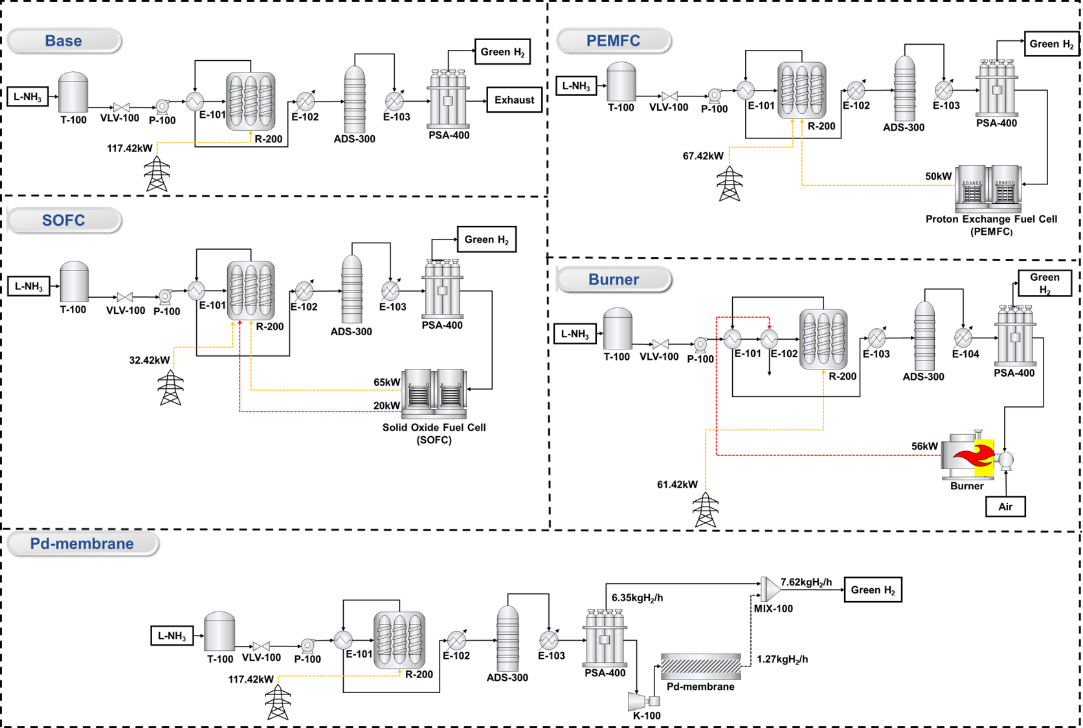 Base
Green H2
L-NH3
Exhaust
T-100
VLV-100
P-100
E-101
R-200
E-102
ADS-300
E-103
PSA-400
117.42kW
PEMFC
Green H2
L-NH3
T-100
VLV-100
P-100
E-101
R-200
E-102
ADS-300
E-103
PSA-400
67.42kW
50kW
Proton Exchange Fuel Cell
(PEMFC)
SOFC
Green H2
L-NH3
T-100
VLV-100
P-100
E-101
R-200
E-102
ADS-300
E-103
PSA-400
32.42kW
65kW
20kW
Solid Oxide Fuel Cell
(SOFC)
Burner
Green
H2
L-NH3
T-100
VLV-100
P-100
E-101
E-102
R-200
E-103
ADS-300
E-104
PSA-400
56kW
61.42kW
Burner
Air
Pd-membrane
L-NH3
T-100
VLV-100
P-100
E-101
R-200
E-102
ADS-300
E-103
PSA-400
117.42kW
6.35kgH2/h
7.62kgH2/h
MIX-100
Green H2
1.27kgH2/h
Pd-membrane
K-100